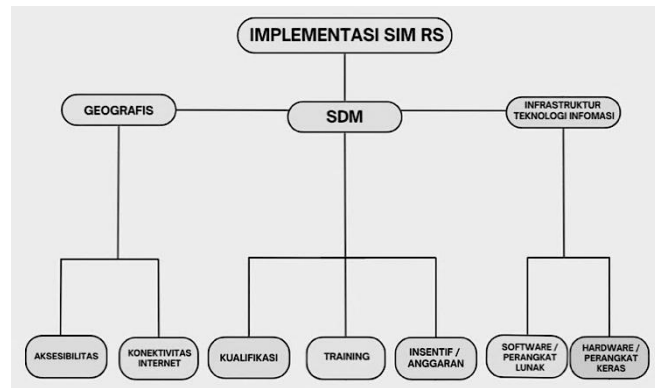 IMPLEMENTASI SIM RS
GEOGRAFIS
SDM
INFRASTRUKTUR
TEKNOLOGI INFOMASI
AKSESIBILITAS
KONEKTIVITAS
INTERNET
KUALIFIKASI
TRAINING
INSENTIF /
ANGGARAN
SOFTWARE /
PERANGKAT
LUNAK
HARDWARE /
PERANGKAT
KERAS